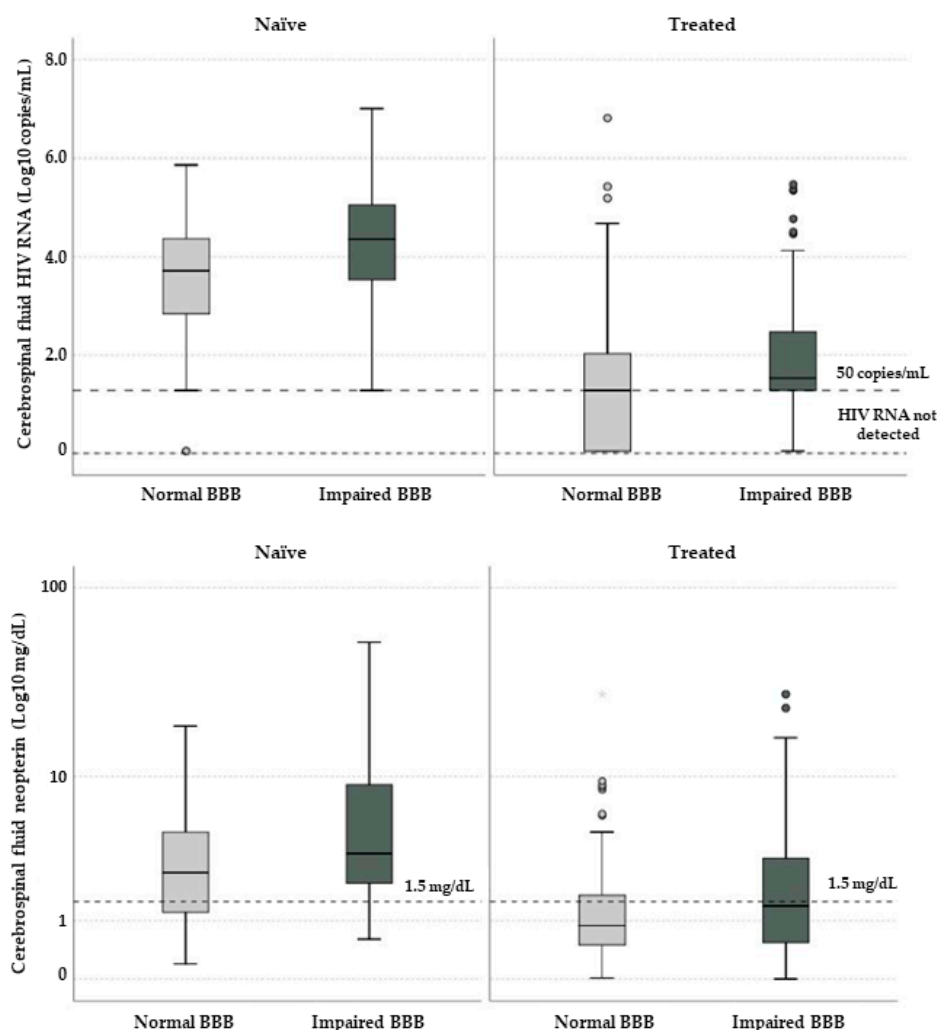 Naïve
Treated
Cerebrospinal fluid HIV RNA (Log10 copies/mL)
8.0
6.0
4.0
2.0
0
50 copies/mL
HIV RNA not
detected
Normal BBB
Impaired BBB
Normal BBB
Impaired BBB
Naïve
Treated
Cerebrospinal fluid neopterin (Log10 mg/dL)
100
10
1
0
1.5 mg/dL
1.5 mg/dL
Normal BBB
Impaired BBB
Normal BBB
Impaired BBB